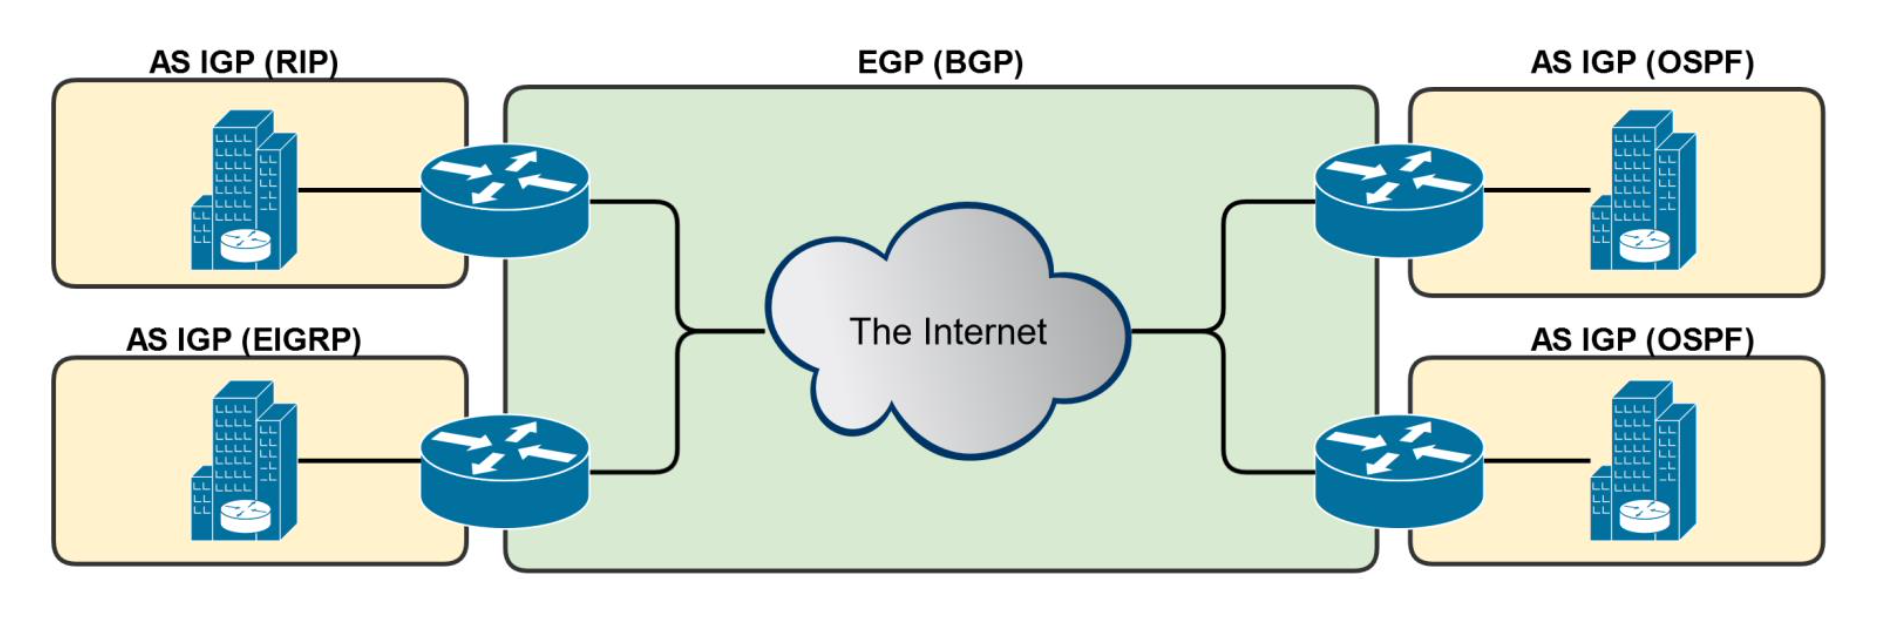 AS IGP (RIP)
EGP (BGP)
AS IGP (OSPF)
The Internet
AS IGP (EIGRP)
AS IGP (OSPF)